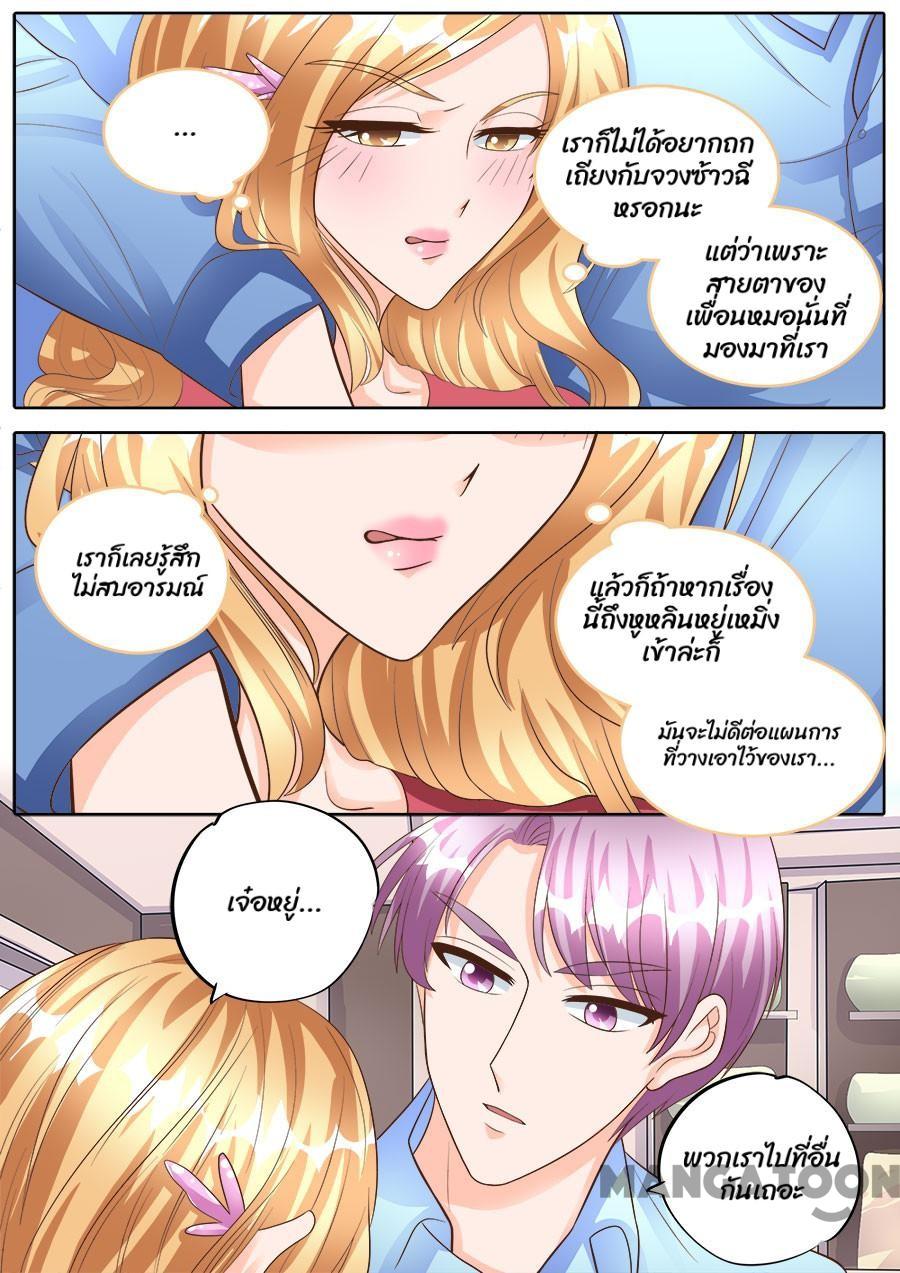 ...
เราก็ไม่ได้อยากถก
เถียงกับจวงซ้าวฉี
หรอกนะ
แต่ว่าเพราะ
สายตาของ
เพื่อนหมอนั่นที่
มองมาที่เรา
เราก็เลยรู้สึก
ไม่สบอารมณ์
แล้วก็ถ้าหากเรื่อง
นี้ถึงหูหลินหยู่เหมิ่ง
เข้าล่ะก็
มันจะไม่ดีต่อแผนการ
ที่วางเอาไว้ของเรา...
เจ๋อหยู่...
พวกเราไปที่อื่น
กันเถอะ
MANGATOON